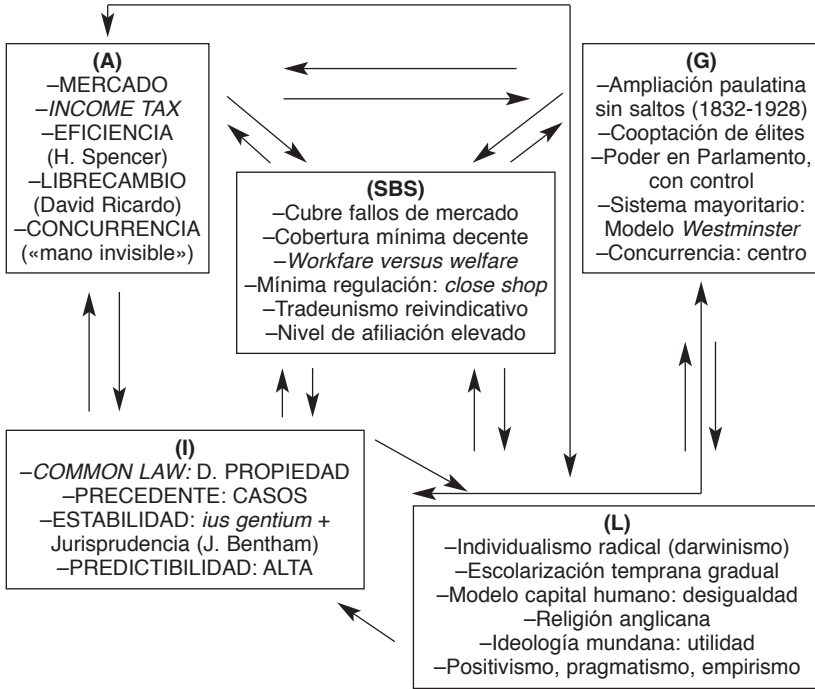 (A)
–MERCADO
–INCOME TAX
–EFICIENCIA
(H. Spencer)
–LIBRECAMBIO
(David Ricardo)
–CONCURRENCIA
(«mano invisible»)
(G)
–Ampliación paulatina
sin saltos (1832-1928)
–Cooptación de élites
–Poder en Parlamento,
con control
–Sistema mayoritario:
Modelo Westminster
–Concurrencia: centro
(SBS)
–Cubre fallos de mercado
–Cobertura mínima decente
–Workfare versus welfare
–Mínima regulación: close shop
–Tradeunismo reivindicativo
–Nivel de afiliación elevado
(I)
–COMMON LAW: D. PROPIEDAD
–PRECEDENTE: CASOS
–ESTABILIDAD: ius gentium +
Jurisprudencia (J. Bentham)
–PREDICTIBILIDAD: ALTA
(L)
–Individualismo radical (darwinismo)
–Escolarización temprana gradual
–Modelo capital humano: desigualdad
–Religión anglicana
–Ideología mundana: utilidad
–Positivismo, pragmatismo, empirismo